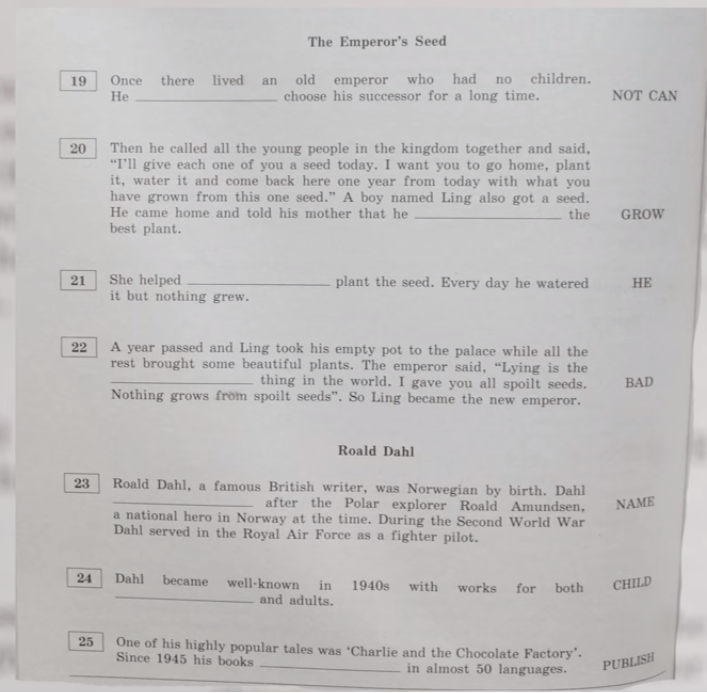 The Emperor's Seed
19 Once there lived an old emperor who had no children.
He ____________ choose his successor for a long time. NOT CAN
20 Then he called all the young people in the kingdom together and said,
"I'll give each one of you a seed today. I want you to go home, plant
it, water it and come back here one year from today with what you
have grown from this one seed." A boy named Ling also got a seed.
He came home and told his mother that he ____________ the GROW
best plant.
21 She helped ____________ plant the seed. Every day he watered HE
it but nothing grew.
22 A year passed and Ling took his empty pot to the palace while all the
rest brought some beautiful plants. The emperor said, "Lying is the
____________ thing in the world. I gave you all spoilt seeds. BAD
Nothing grows from spoilt seeds". So Ling became the new emperor.
Roald Dahl
23 Roald Dahl, a famous British writer, was Norwegian by birth. Dahl
____________ after the Polar explorer Roald Amundsen, NAME
a national hero in Norway at the time. During the Second World War
Dahl served in the Royal Air Force as a fighter pilot.
24 Dahl became well-known in 1940s with works for both CHILD
____________ and adults.
25 One of his highly popular tales was 'Charlie and the Chocolate Factory'.
Since 1945 his books ____________ in almost 50 languages. PUBLISH